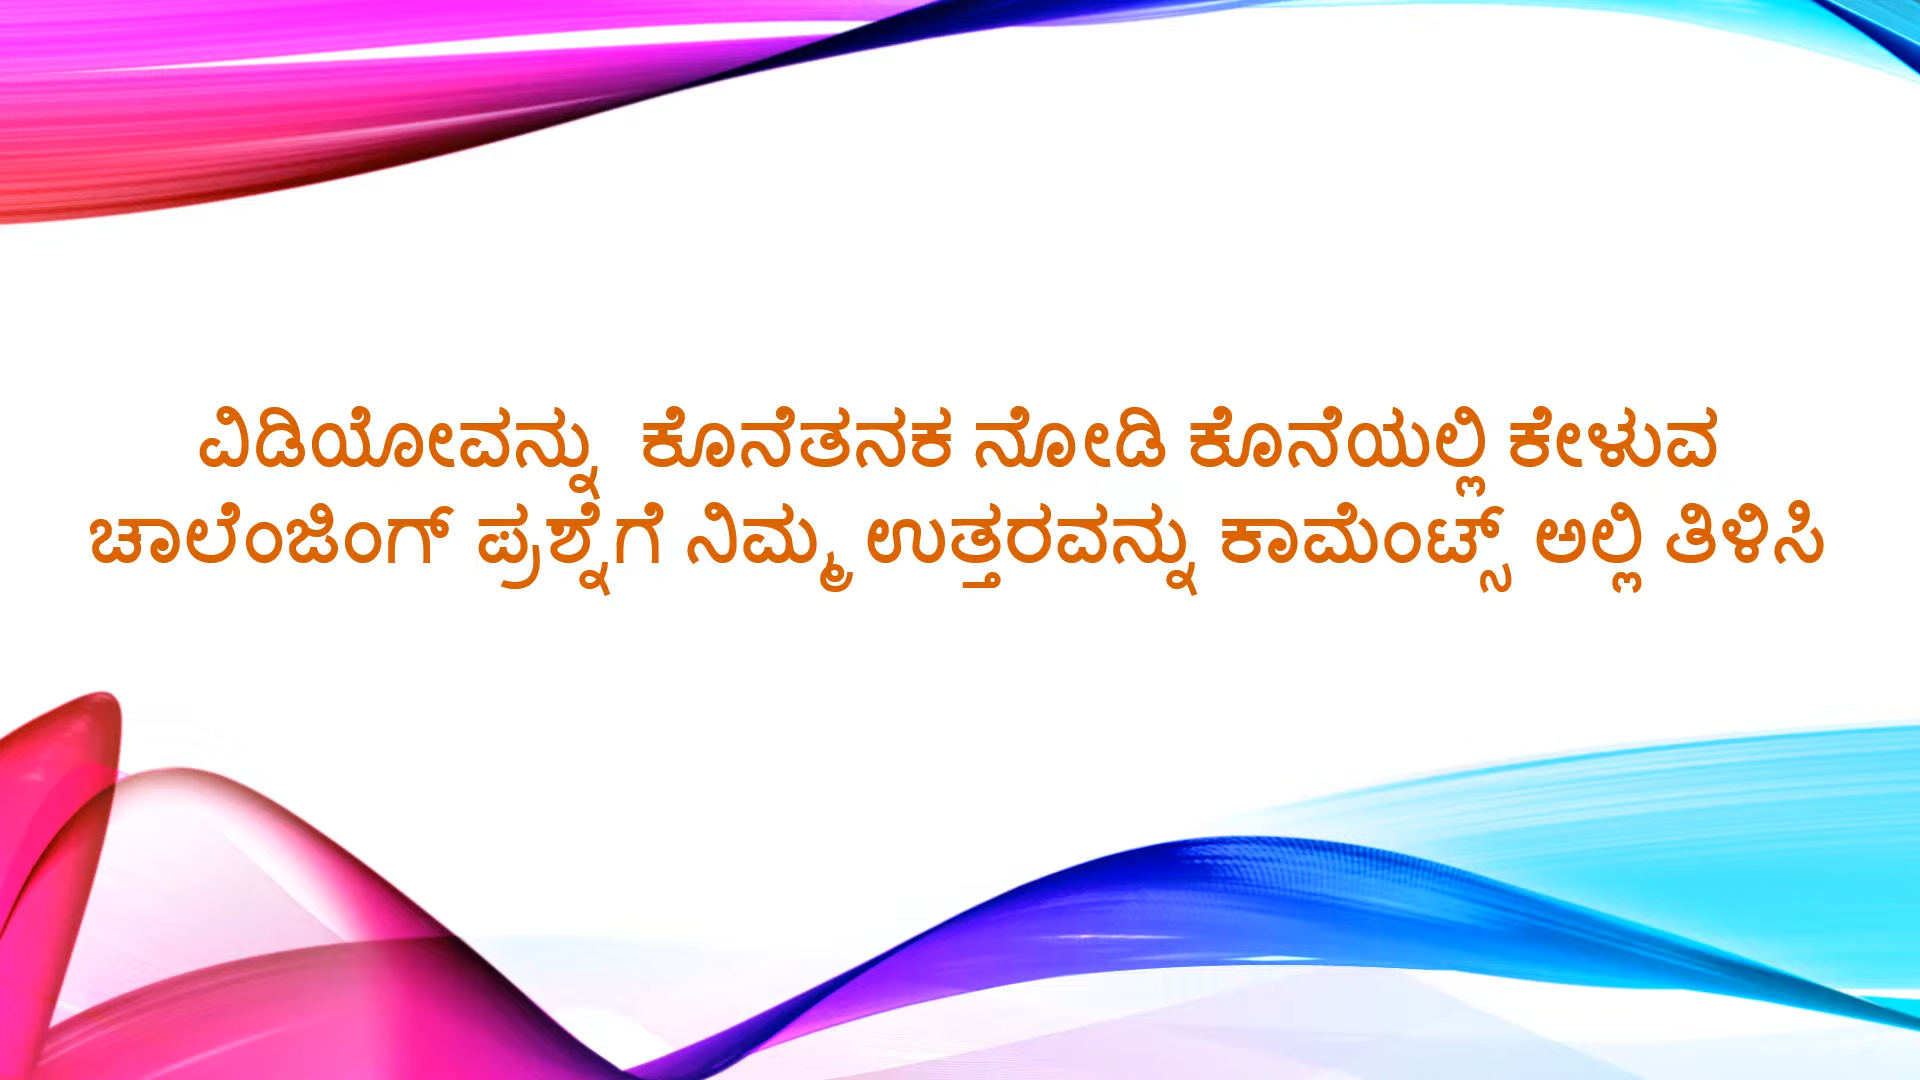 ವಿಡಿಯೋವನ್ನು ಕೊನೆತನಕ ನೋಡಿ ಕೊನೆಯಲ್ಲಿ ಕೇಳುವ
ಚಾಲೆಂಜಿಂಗ್ ಪ್ರಶ್ನೆಗೆ ನಿಮ್ಮ ಉತ್ತರವನ್ನು ಕಾಮೆಂಟ್ಸ್ ಅಲ್ಲಿ ತಿಳಿಸಿ